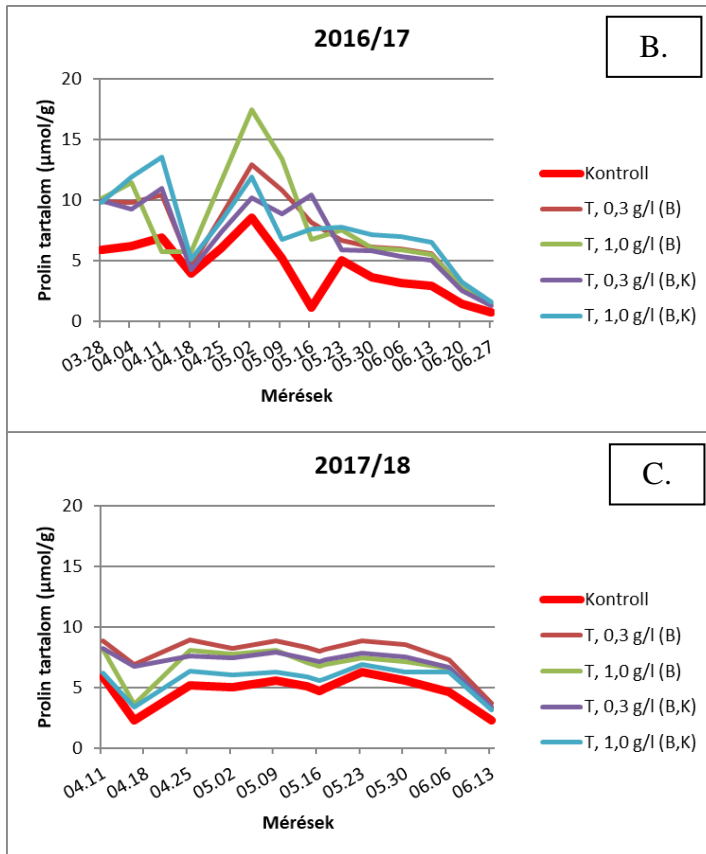 2016/17
B.
Prolin tartalom (µmol/g)
20
15
10
5
0
03.28
04.04
04.11
04.18
04.25
05.02
05.09
05.16
05.23
05.30
06.06
06.13
06.20
06.27
Mérések
Kontroll
T, 0,3 g/l (B)
T, 1,0 g/l (B)
T, 0,3 g/l (B,K)
T, 1,0 g/l (B,K)
2017/18
C.
Prolin tartalom (µmol/g)
20
15
10
5
0
04.11
04.18
04.25
05.02
05.09
05.16
05.23
05.30
06.06
06.13
Mérések
Kontroll
T, 0,3 g/l (B)
T, 1,0 g/l (B)
T, 0,3 g/l (B,K)
T, 1,0 g/l (B,K)